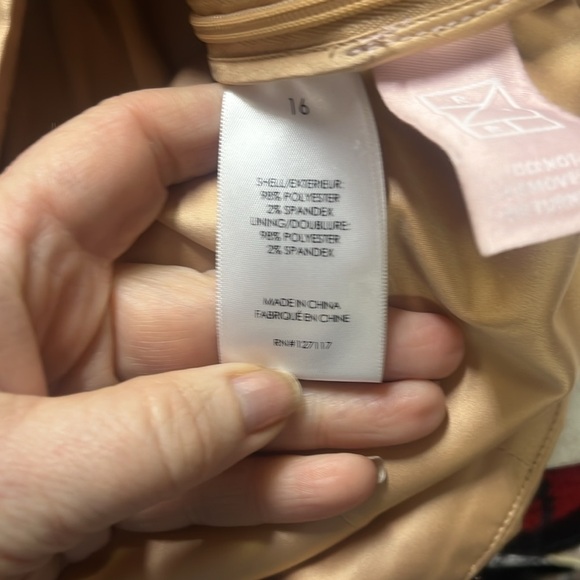 16
SHELL/EXTERIEUR:
98% POLYESTER
2% SPANDEX
LINING/DOUBLURE:
98% POLYESTER
2% SPANDEX
MADE IN CHINA
FABRIQUÉ EN CHINE
RN#127117